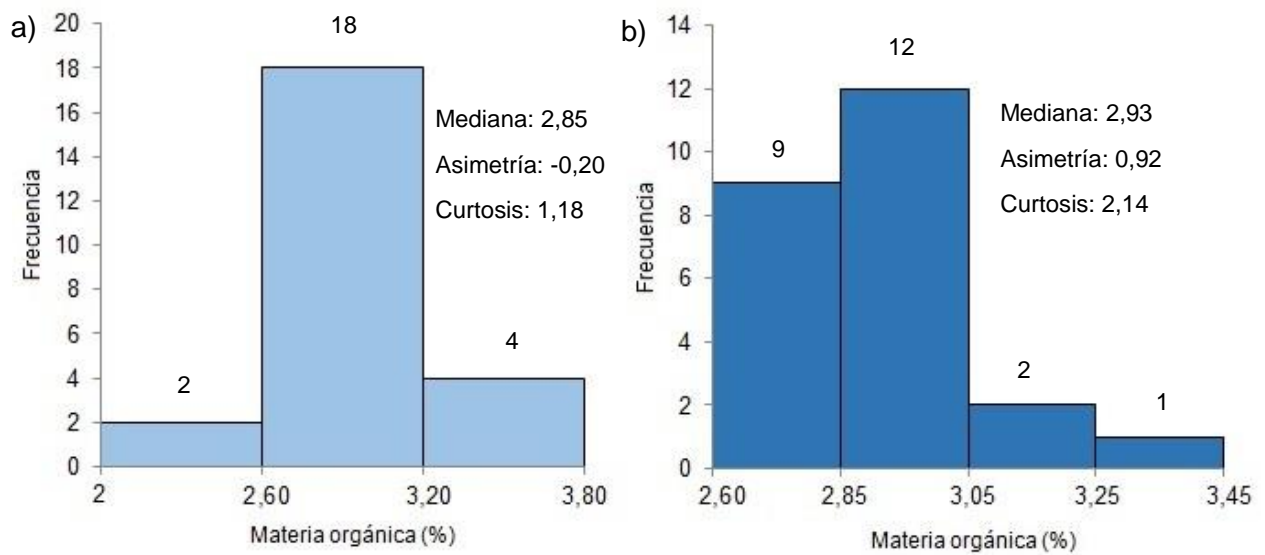 a)
20
18
16
14
12
10
8
6
4
2
0
Frecuencia
2
18
4
Mediana: 2,85
Asimetría: -0,20
Curtosis: 1,18
2
2,60
3,20
3,80
Materia orgánica (%)
b)
14
12
10
8
6
4
2
0
Frecuencia
9
12
2
1
Mediana: 2,93
Asimetría: 0,92
Curtosis: 2,14
2,60
2,85
3,05
3,25
3,45
Materia orgánica (%)